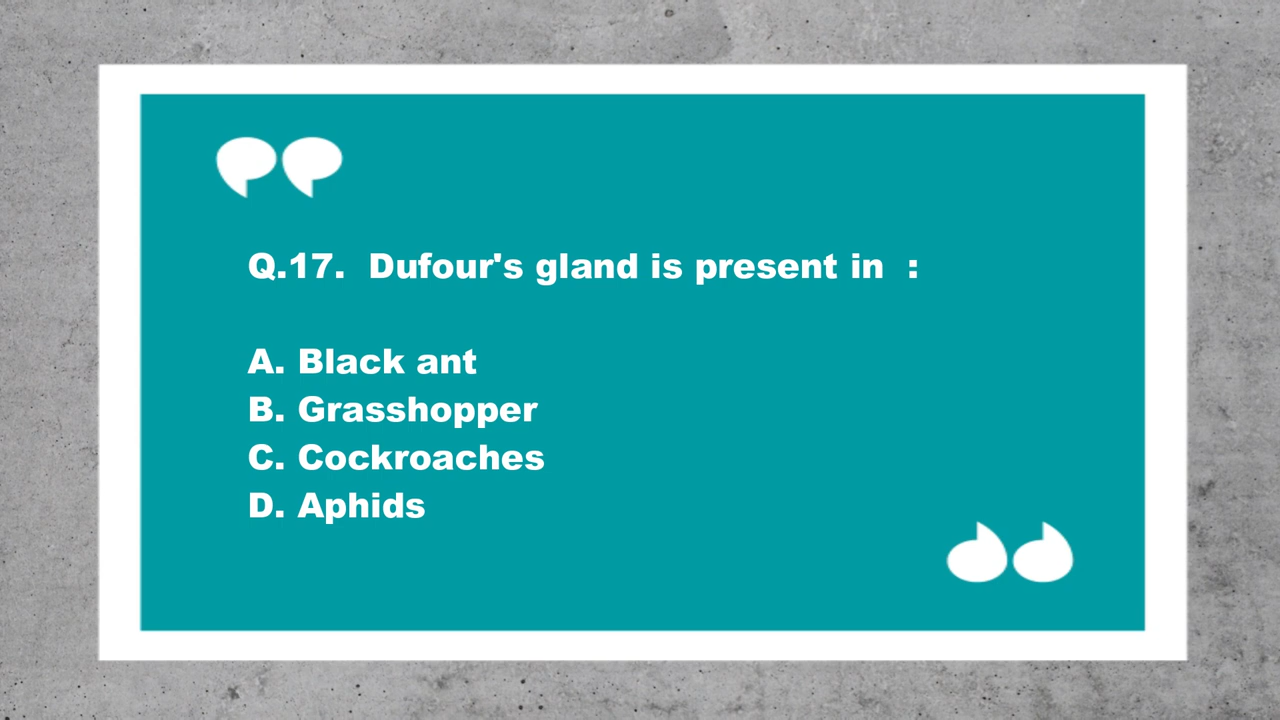 Q.17.  Dufour's gland is present in  :
A. Black ant
B. Grasshopper
C. Cockroaches
D. Aphids